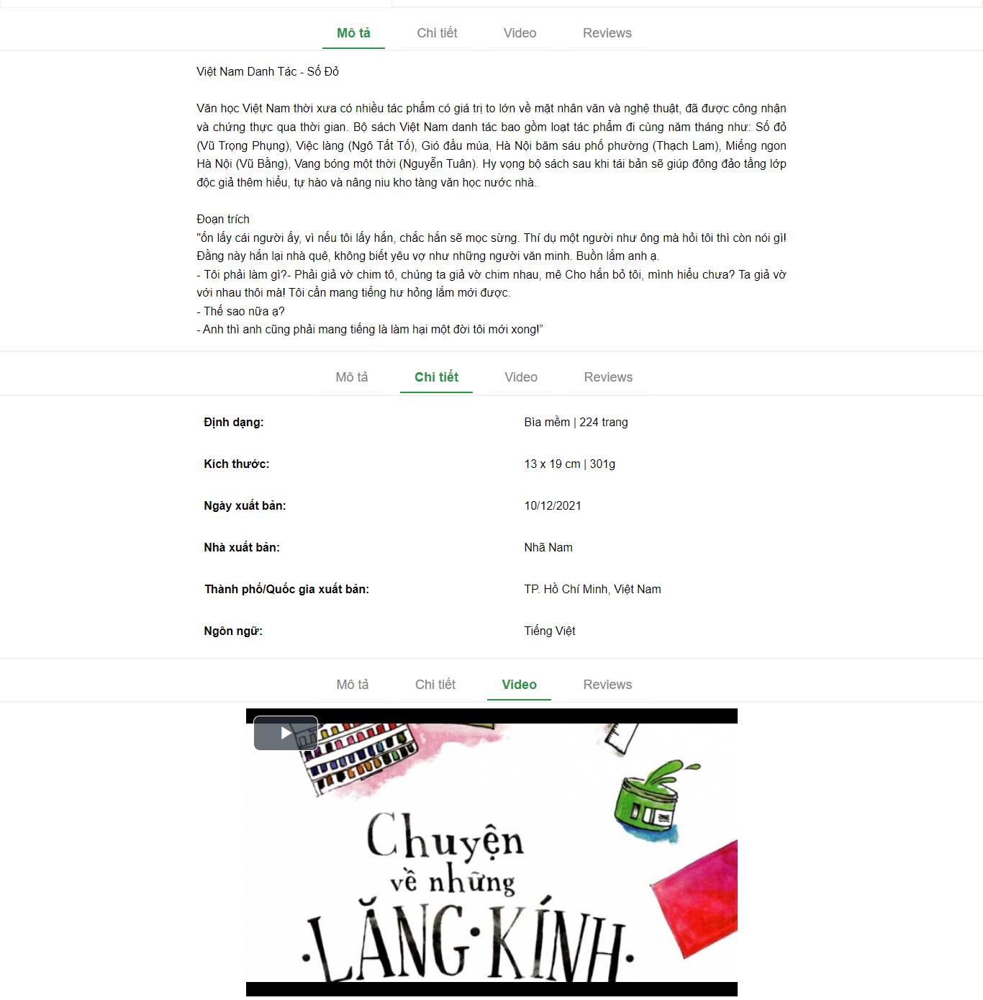 Mô tả Chi tiết Video Reviews
Việt Nam Danh Tác - Số Đỏ
Văn học Việt Nam thời xưa có nhiều tác phẩm có giá trị to lớn về mặt nhân văn và nghệ thuật, đã được công nhận
và chứng thực qua thời gian. Bộ sách Việt Nam danh tác bao gồm loạt tác phẩm đi cùng năm tháng như: Số đỏ
(Vũ Trọng Phụng), Việc làng (Ngô Tất Tố), Gió đầu mùa, Hà Nội băm sáu phố phường (Thạch Lam), Miếng ngon
Hà Nội (Vũ Bằng), Vang bóng một thời (Nguyễn Tuân). Hy vọng bộ sách sau khi tái bản sẽ giúp đông đảo tầng lớp
độc giả thêm hiểu, tự hào và nâng niu kho tàng văn học nước nhà.
Đoạn trích
"ốn lấy cái người ấy, vì nếu tôi lấy hắn, chắc hắn sẽ mọc sừng. Thí dụ một người như ông mà hỏi tôi thì còn nói gì!
Đằng này hắn lại nhà quê, không biết yêu vợ như những người văn minh. Buồn lắm anh ạ.
- Tôi phải làm gì?- Phải giả vờ chim tô, chúng ta giả vờ chim nhau, mê Cho hắn bỏ tôi, mình hiểu chưa? Ta giả vờ
với nhau thôi mà! Tôi cần mang tiếng hư hỏng lắm mới được.
- Thế sao nữa ạ?
- Anh thì anh cũng phải mang tiếng là làm hại một đời tôi mới xong!”
Mô tả Chi tiết Video Reviews
Định dạng: Bìa mềm | 224 trang
Kích thước: 13 x 19 cm | 301g
Ngày xuất bản: 10/12/2021
Nhà xuất bản: Nhã Nam
Thành phố/Quốc gia xuất bản: TP. Hồ Chí Minh, Việt Nam
Ngôn ngữ: Tiếng Việt
Mô tả Chi tiết Video Reviews
Chuyện
về những
·LĂNG·KÍNH·